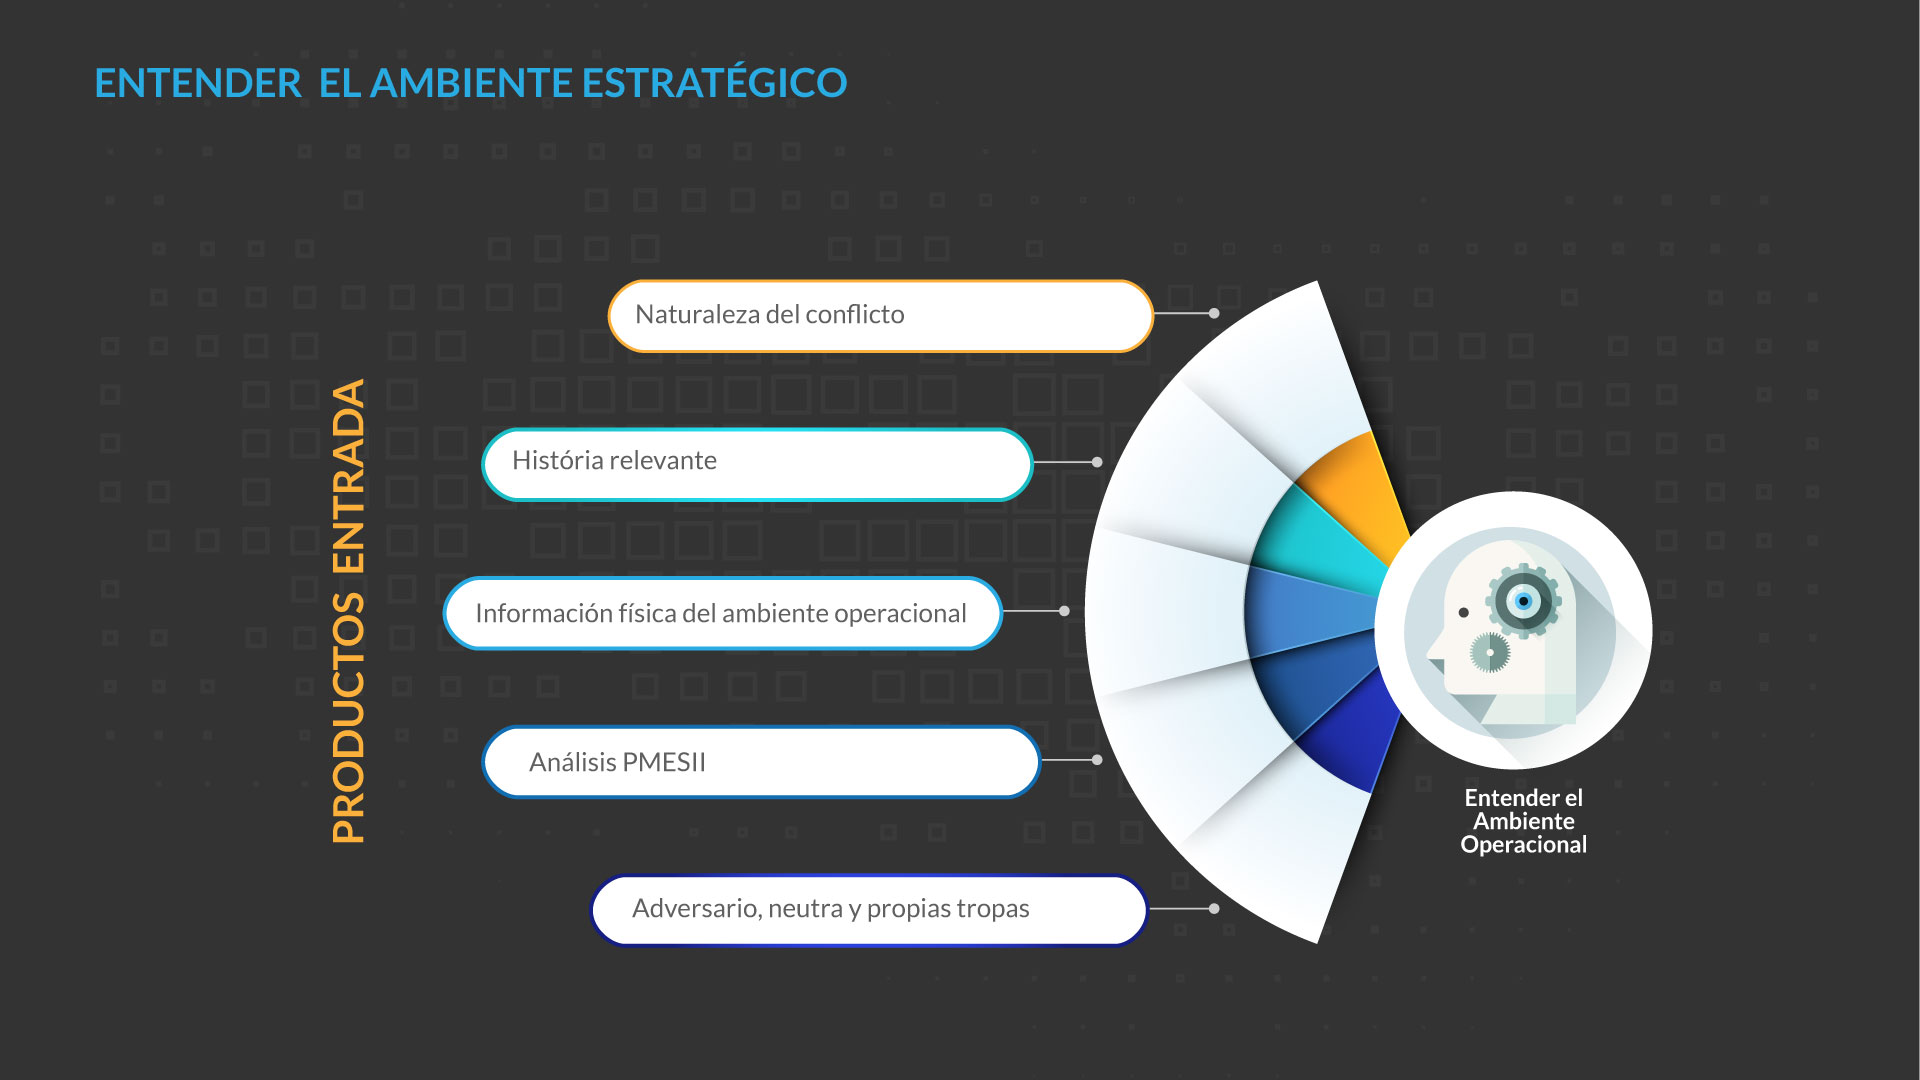 ENTENDER EL AMBIENTE ESTRATÉGICO
PRODUCTOS ENTRADA
Naturaleza del conflicto
História relevante
Información física del ambiente operacional
Análisis PMESII
Adversario, neutra y propias tropas
Entender el
Ambiente
Operacional